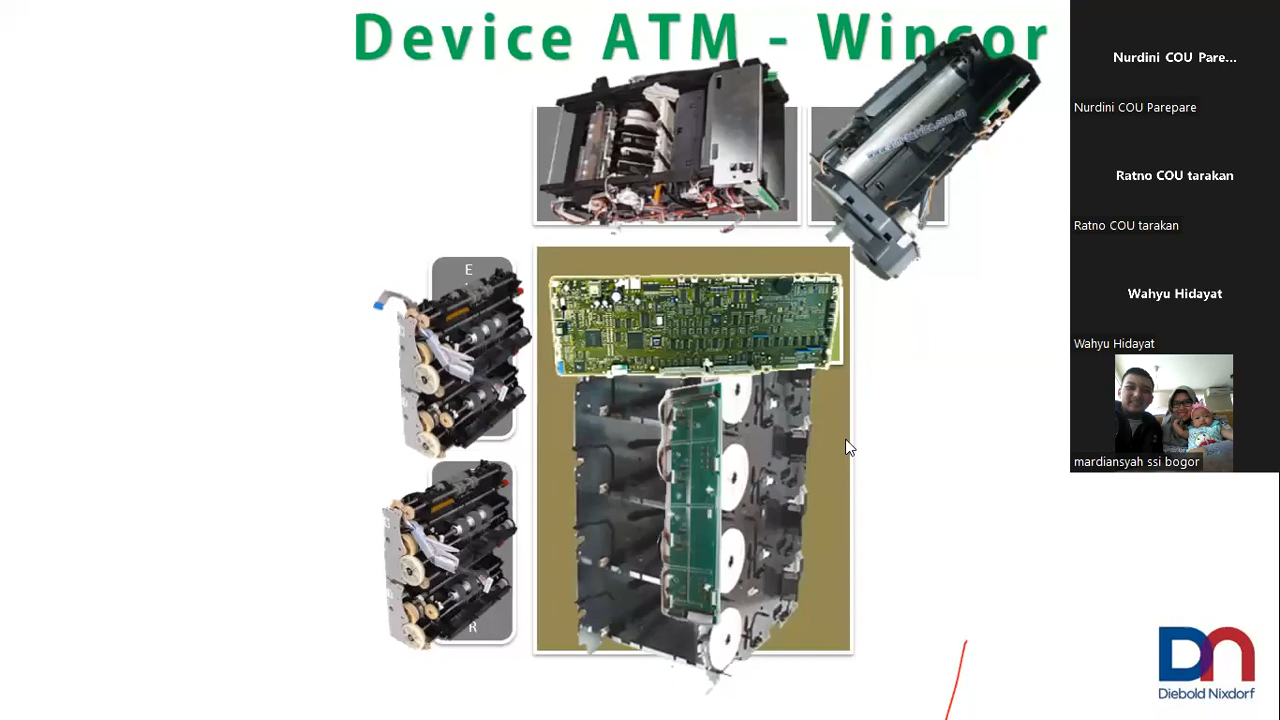 Device ATM - Wincor
E
R
Nurdini COU Pare...
Nurdini COU Parepare
Ratno COU tarakan
Ratno COU tarakan
Wahyu Hidayat
Wahyu Hidayat
mardiansyah ssi bogor
DN
Diebold Nixdorf